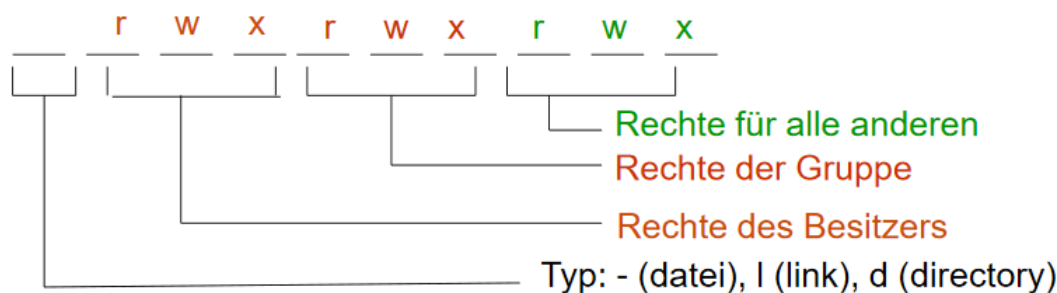 r w x r w x r w x
Rechte für alle anderen
Rechte der Gruppe
Rechte des Besitzers
Typ: - (datei), l (link), d (directory)